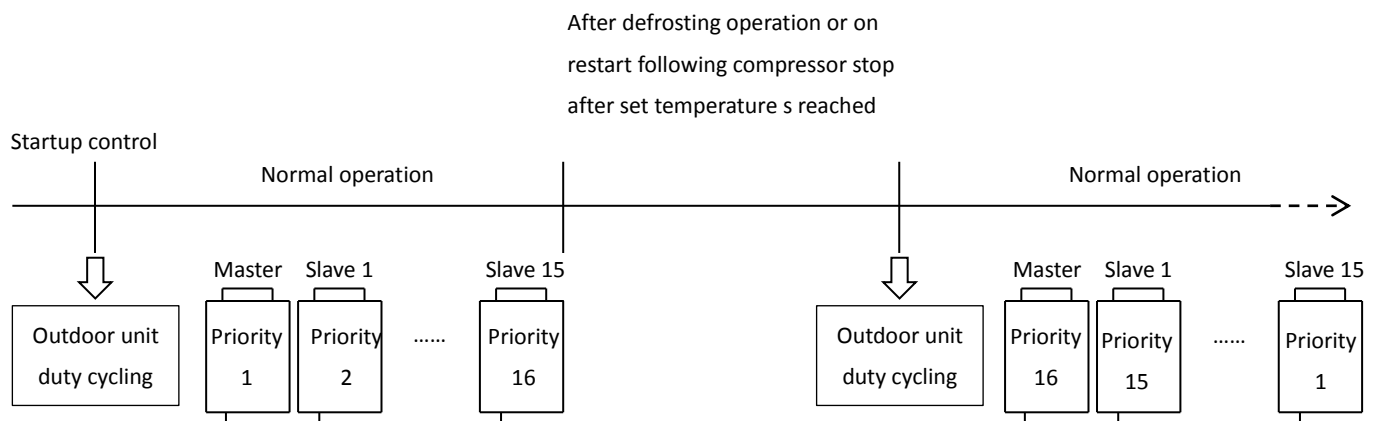 After defrosting operation or on
restart following compressor stop
after set temperature s reached
Startup control
Normal operation
Normal operation
Master
Slave 1
Slave 15
Master
Slave 1
Slave 15
Outdoor unit
duty cycling
Priority
1
Priority
2
......
Priority
16
Outdoor unit
duty cycling
Priority
16
Priority
15
......
Priority
1